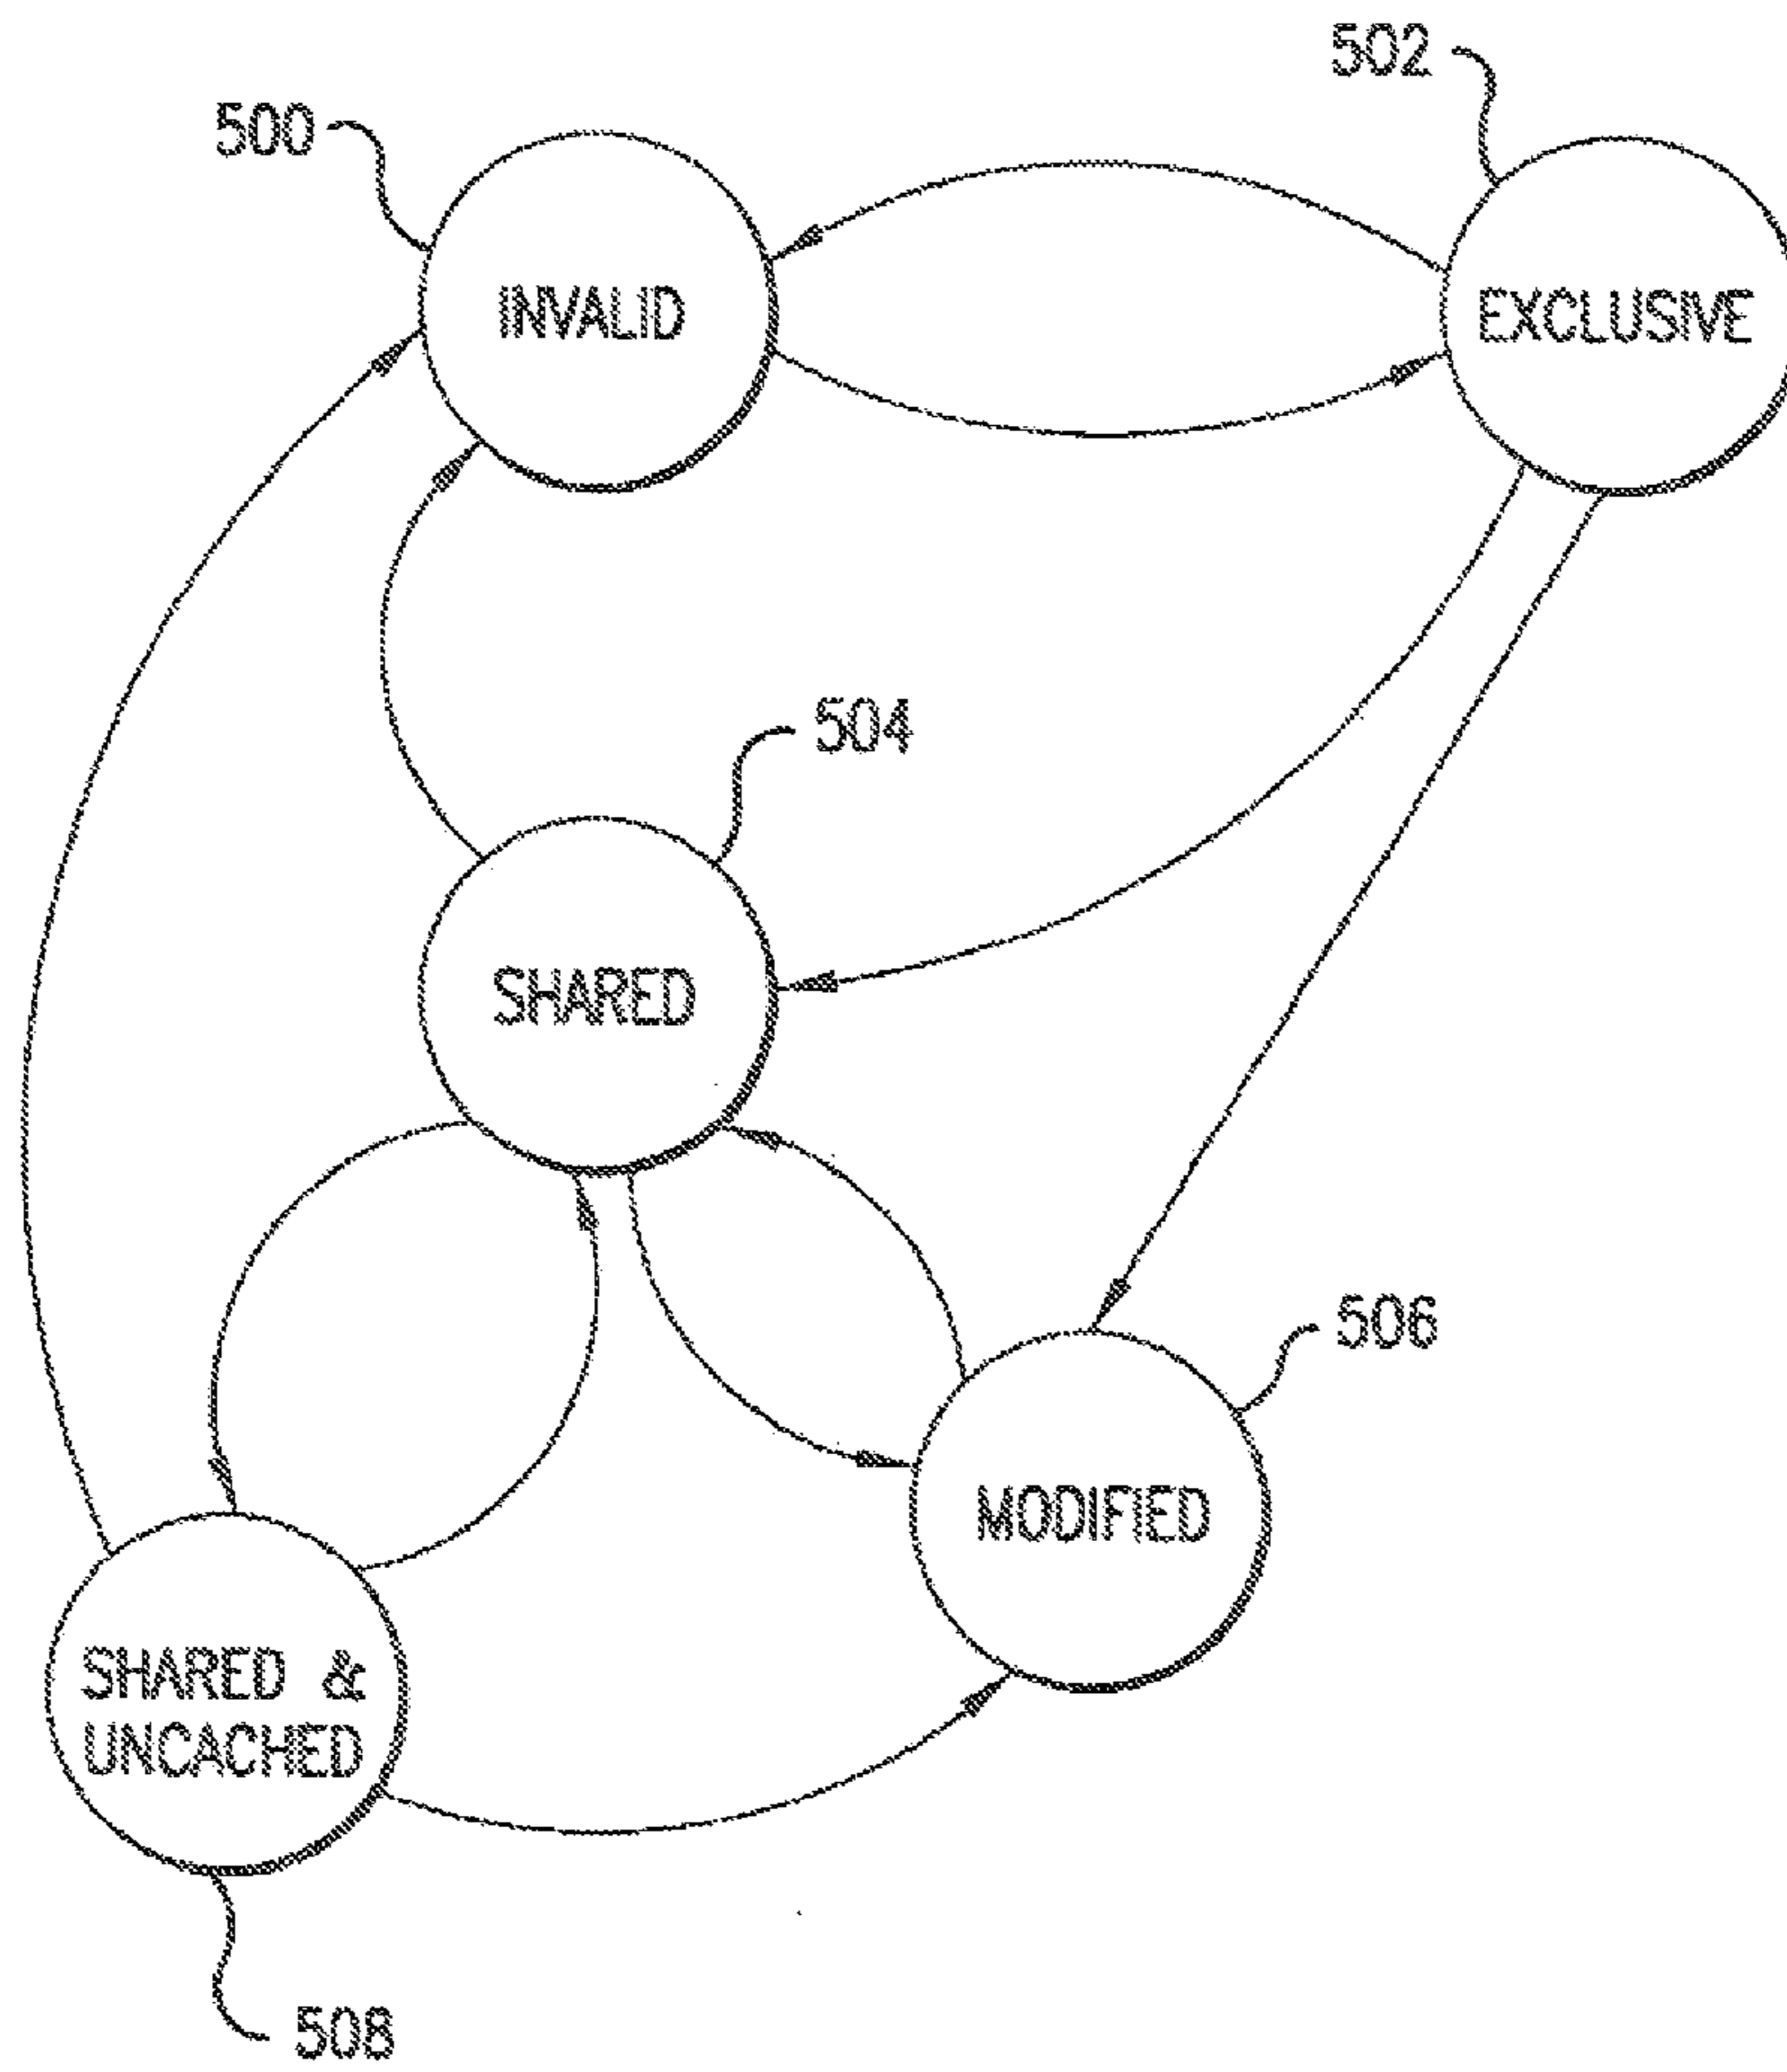 502
500
INVALID
EXCLUSIVE
504
SHARED
506
MODIFIED
SHARED &
UNCACHED
508